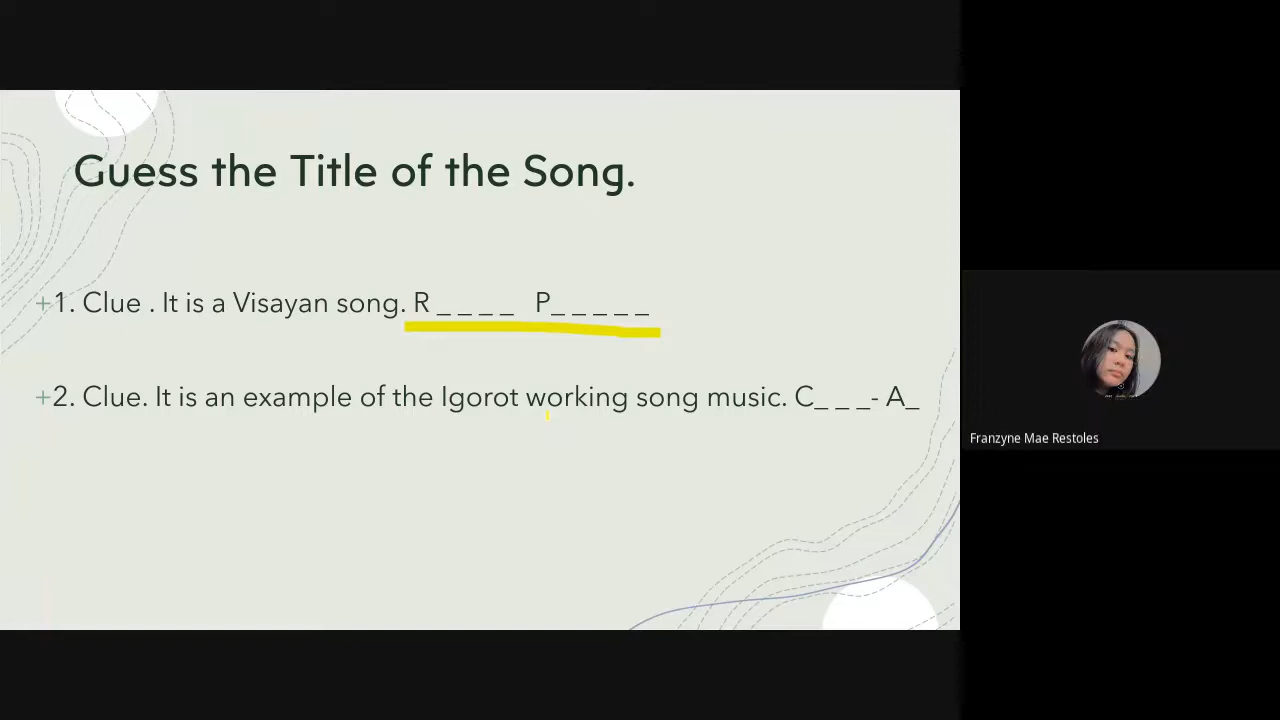 Guess the Title of the Song.
+1. Clue . It is a Visayan song. R _ _ _ _ P_ _ _ _ _
+2. Clue. It is an example of the Igorot working song music. C_ _ _- A_
Franzyne Mae Restoles